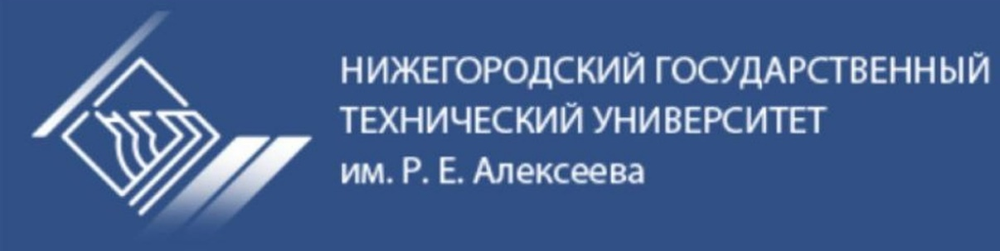 НИЖЕГОРОДСКИЙ ГОСУДАРСТВЕННЫЙ
ТЕХНИЧЕСКИЙ УНИВЕРСИТЕТ
им. Р. Е. Алексеева